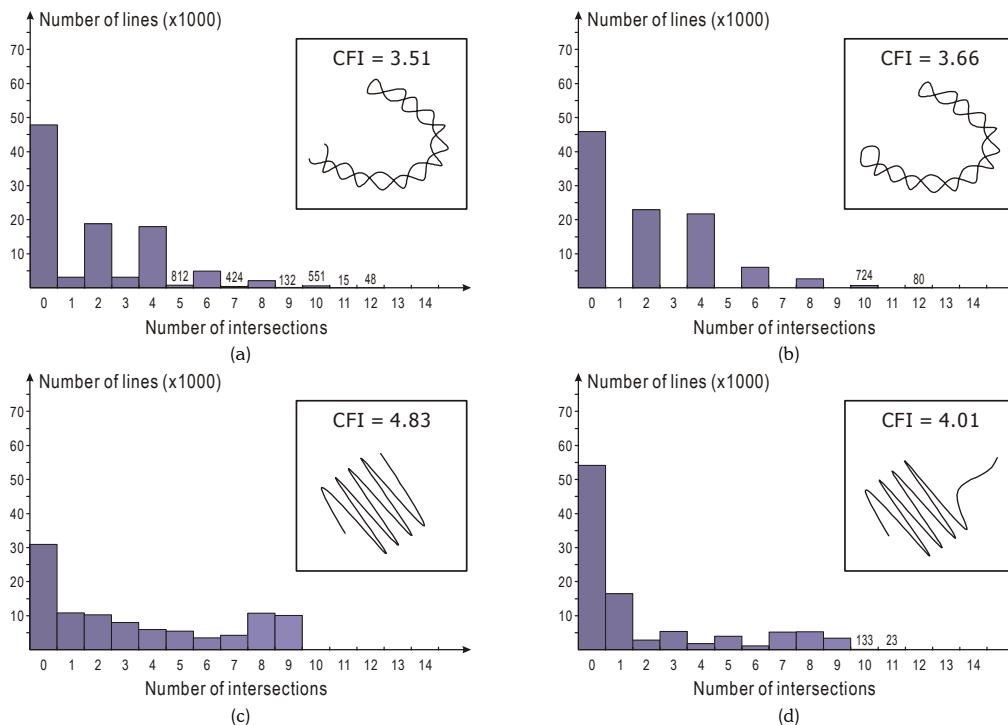 Number of lines (x1000)
CFI = 3.51
70
60
50
40
30
20
10
812 424 132 551 15 48
0 1 2 3 4 5 6 7 8 9 10 11 12 13 14
Number of intersections
(a)
Number of lines (x1000)
CFI = 3.66
70
60
50
40
30
20
10
724 80
0 1 2 3 4 5 6 7 8 9 10 11 12 13 14
Number of intersections
(b)
Number of lines (x1000)
CFI = 4.83
70
60
50
40
30
20
10
0 1 2 3 4 5 6 7 8 9 10 11 12 13 14
Number of intersections
(c)
Number of lines (x1000)
CFI = 4.01
70
60
50
40
30
20
10
133 23
0 1 2 3 4 5 6 7 8 9 10 11 12 13 14
Number of intersections
(d)